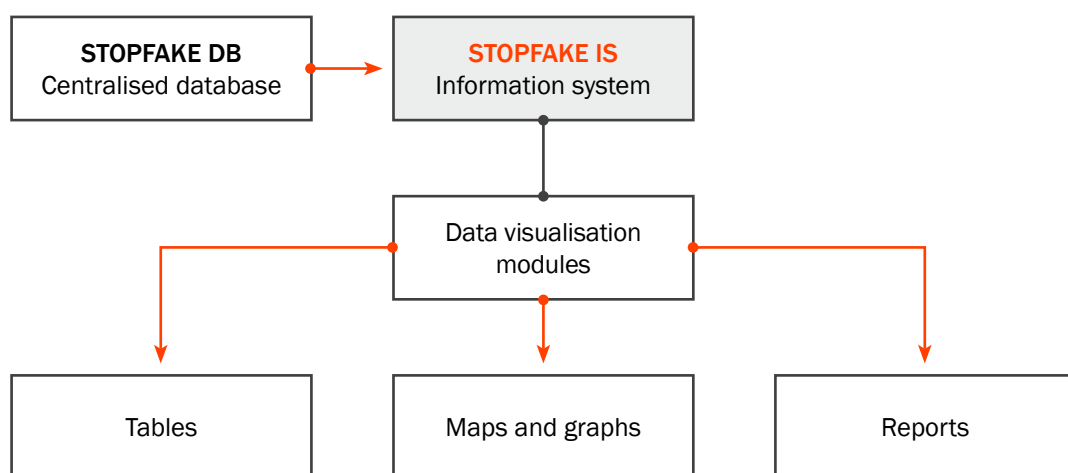 STOPFAKE DB
Centralised database
STOPFAKE IS
Information system
Data visualisation
modules
Tables
Maps and graphs
Reports